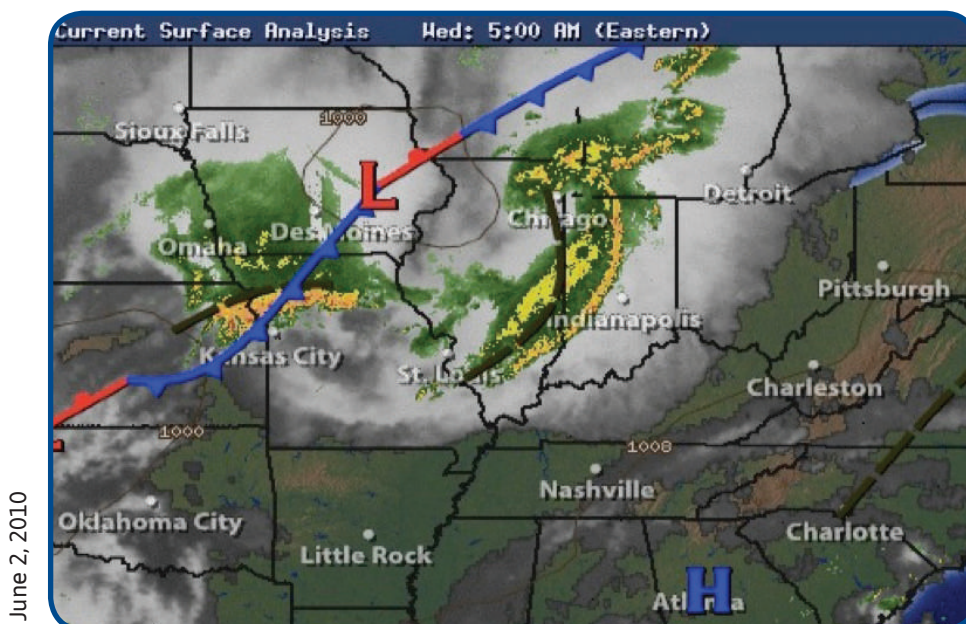 Current Surface Analysis Wed: 5:00 AM (Eastern)
1000
Sioux Falls
L
Detroit
Chicago
Des Moines
Omaha
Pittsburgh
Indianapolis
Kansas City
St. Louis
Charleston
1000
1008
Nashville
Oklahoma City
Charlotte
Little Rock
H
Atlanta
June 2, 2010